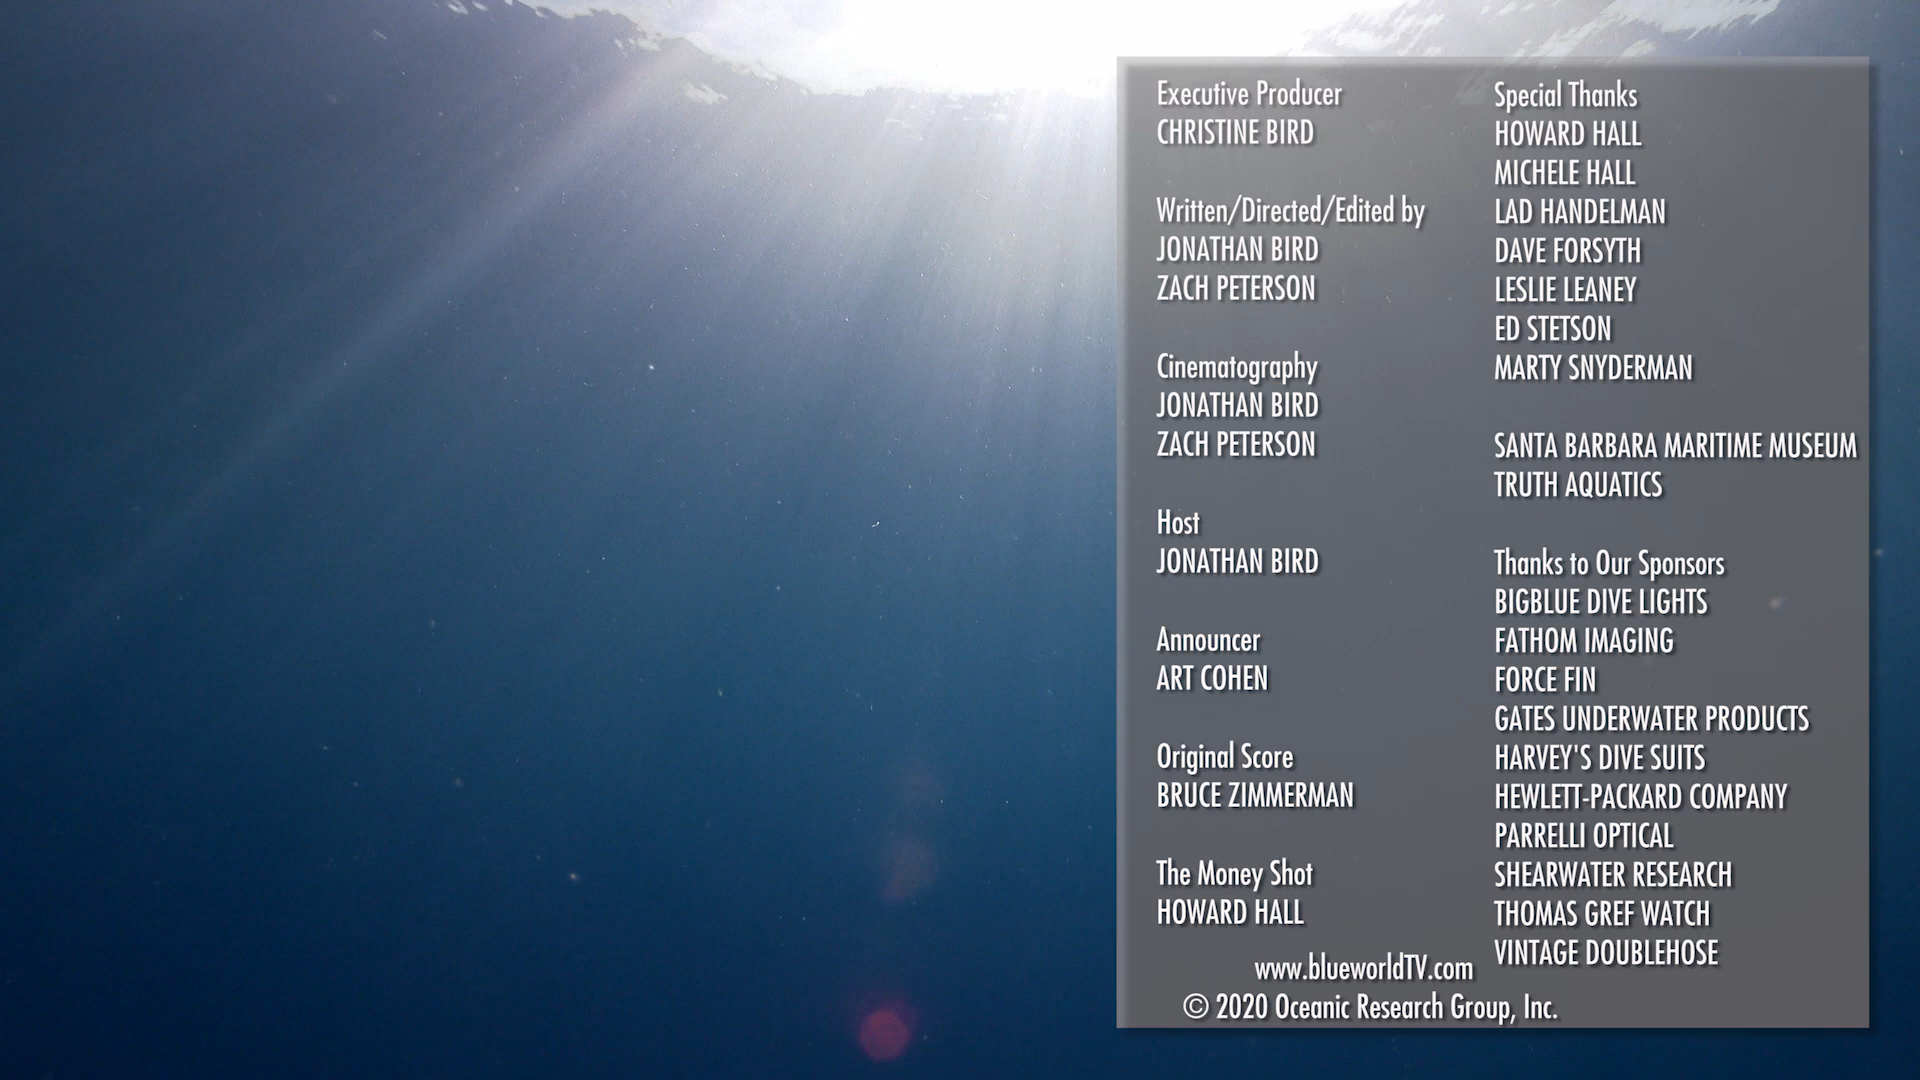 Executive Producer
CHRISTINE BIRD
Written/Directed/Edited by
JONATHAN BIRD
ZACH PETERSON
Cinematography
JONATHAN BIRD
ZACH PETERSON
Host
JONATHAN BIRD
Announcer
ART COHEN
Original Score
BRUCE ZIMMERMAN
The Money Shot
HOWARD HALL
Special Thanks
HOWARD HALL
MICHELE HALL
LAD HANDELMAN
DAVE FORSYTH
LESLIE LEANEY
ED STETSON
MARTY SNYDERMAN
SANTA BARBARA MARITIME MUSEUM
TRUTH AQUATICS
Thanks to Our Sponsors
BIGBLUE DIVE LIGHTS
FATHOM IMAGING
FORCE FIN
GATES UNDERWATER PRODUCTS
HARVEY'S DIVE SUITS
HEWLETT-PACKARD COMPANY
PARRELLI OPTICAL
SHEARWATER RESEARCH
THOMAS GREF WATCH
VINTAGE DOUBLEHOSE
www.blueworldTV.com
© 2020 Oceanic Research Group, Inc.